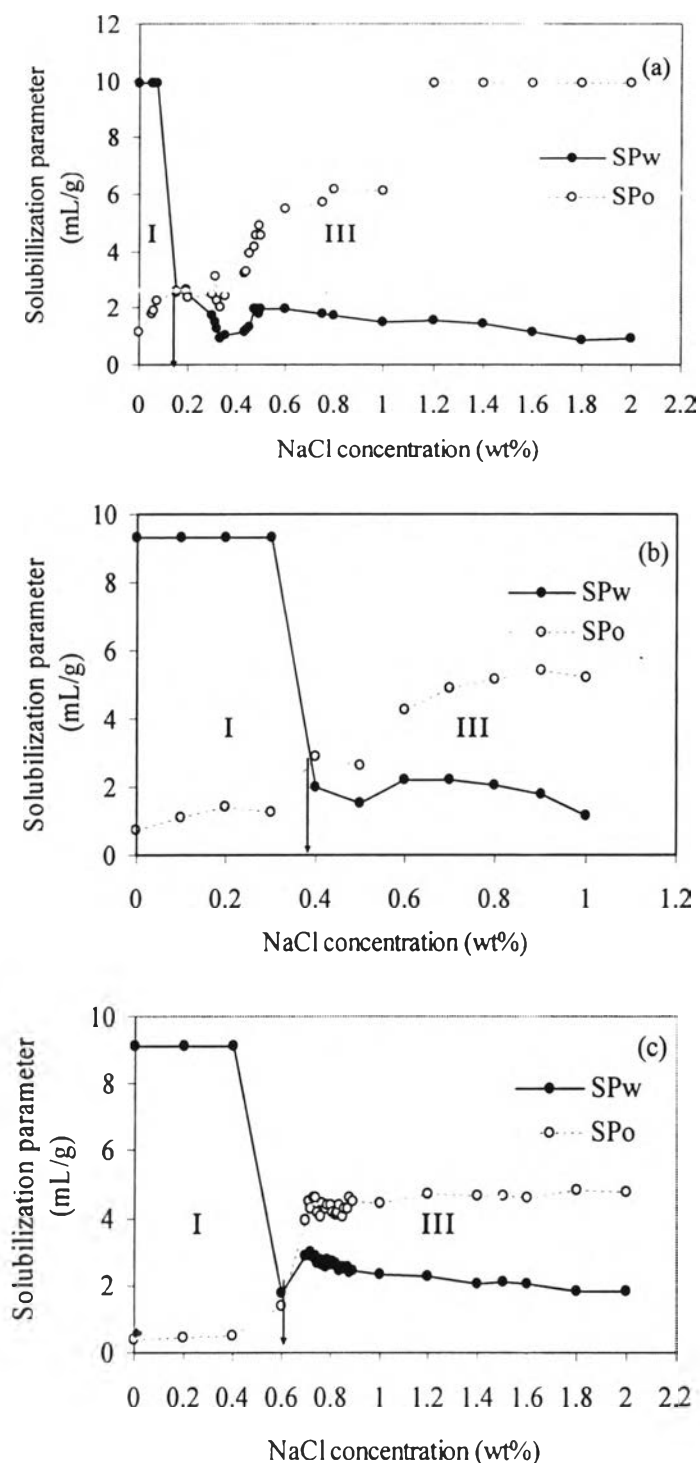 12
10
8
6
4
2
0
Solubillization parameter
(mL/g)
(a)
SPw
SPo
I
III
0 0.2 0.4 0.6 0.8 1 1.2 1.4 1.6 1.8 2 2.2
NaCl concentration (wt%)
10
8
6
4
2
0
Solubilization parameter
(mL/g)
(b)
SPw
SPo
I
III
0 0.2 0.4 0.6 0.8 1 1.2
NaCl concentration (wt%)
10
8
6
4
2
0
Solubilization parameter
(mL/g)
(c)
SPw
SPo
I
III
0 0.2 0.4 0.6 0.8 1 1.2 1.4 1.6 1.8 2 2.2
NaCl concentration (wt%)